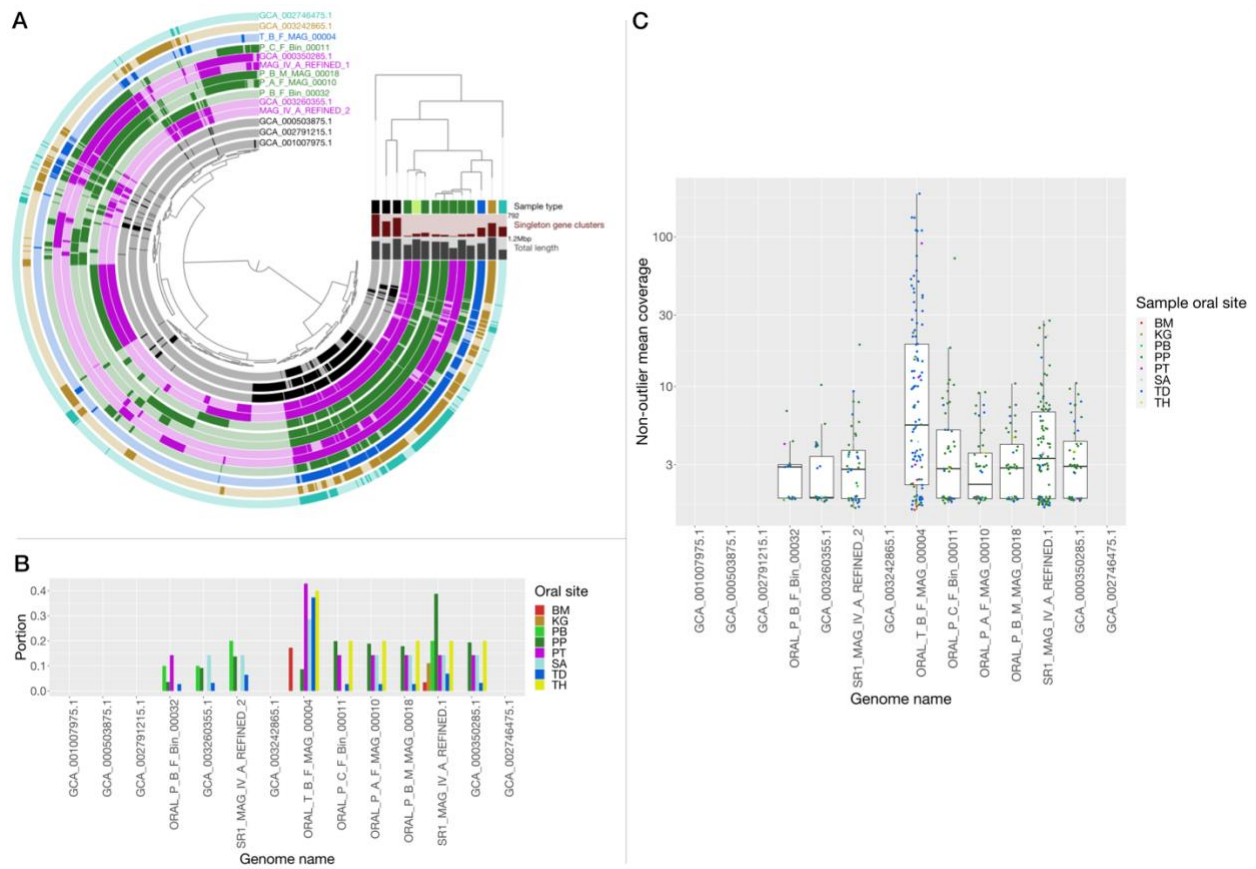 A
GCA_002746475.1
GCA_003242865.1
T_B_F_MAG_00004
P_C_F_Bin_00011
GCA_000350285.1
MAG_IV_A_REFINED_1
P_B_M_MAG_00018
P_A_F_MAG_00010
P_B_F_Bin_00032
GCA_003260355.1
MAG_IV_A_REFINED_2
GCA_000503875.1
GCA_002791215.1
GCA_001007975.1
Sample type
792
Singleton gene clusters
1.2Mbp
Total length
B
Portion
0.4
0.3
0.2
0.1
0.0
GCA_001007975.1
GCA_000503875.1
GCA_002791215.1
ORAL_P_B_F_Bin_00032
GCA_003260355.1
SR1_MAG_IV_A_REFINED_2
GCA_003242865.1
ORAL_T_B_F_MAG_00004
ORAL_P_C_F_Bin_00011
ORAL_P_A_F_MAG_00010
ORAL_P_B_M_MAG_00018
SR1_MAG_IV_A_REFINED.1
GCA_000350285.1
GCA_002746475.1
Genome name
Oral site
BM
KG
PB
PP
PT
SA
TD
TH
C
Non-outlier mean coverage
100
30
10
3
GCA_001007975.1
GCA_000503875.1
GCA_002791215.1
ORAL_P_B_F_Bin_00032
GCA_003260355.1
SR1_MAG_IV_A_REFINED_2
GCA_003242865.1
ORAL_T_B_F_MAG_00004
ORAL_P_C_F_Bin_00011
ORAL_P_A_F_MAG_00010
ORAL_P_B_M_MAG_00018
SR1_MAG_IV_A_REFINED.1
GCA_000350285.1
GCA_002746475.1
Genome name
Sample oral site
BM
KG
PB
PP
PT
SA
TD
TH